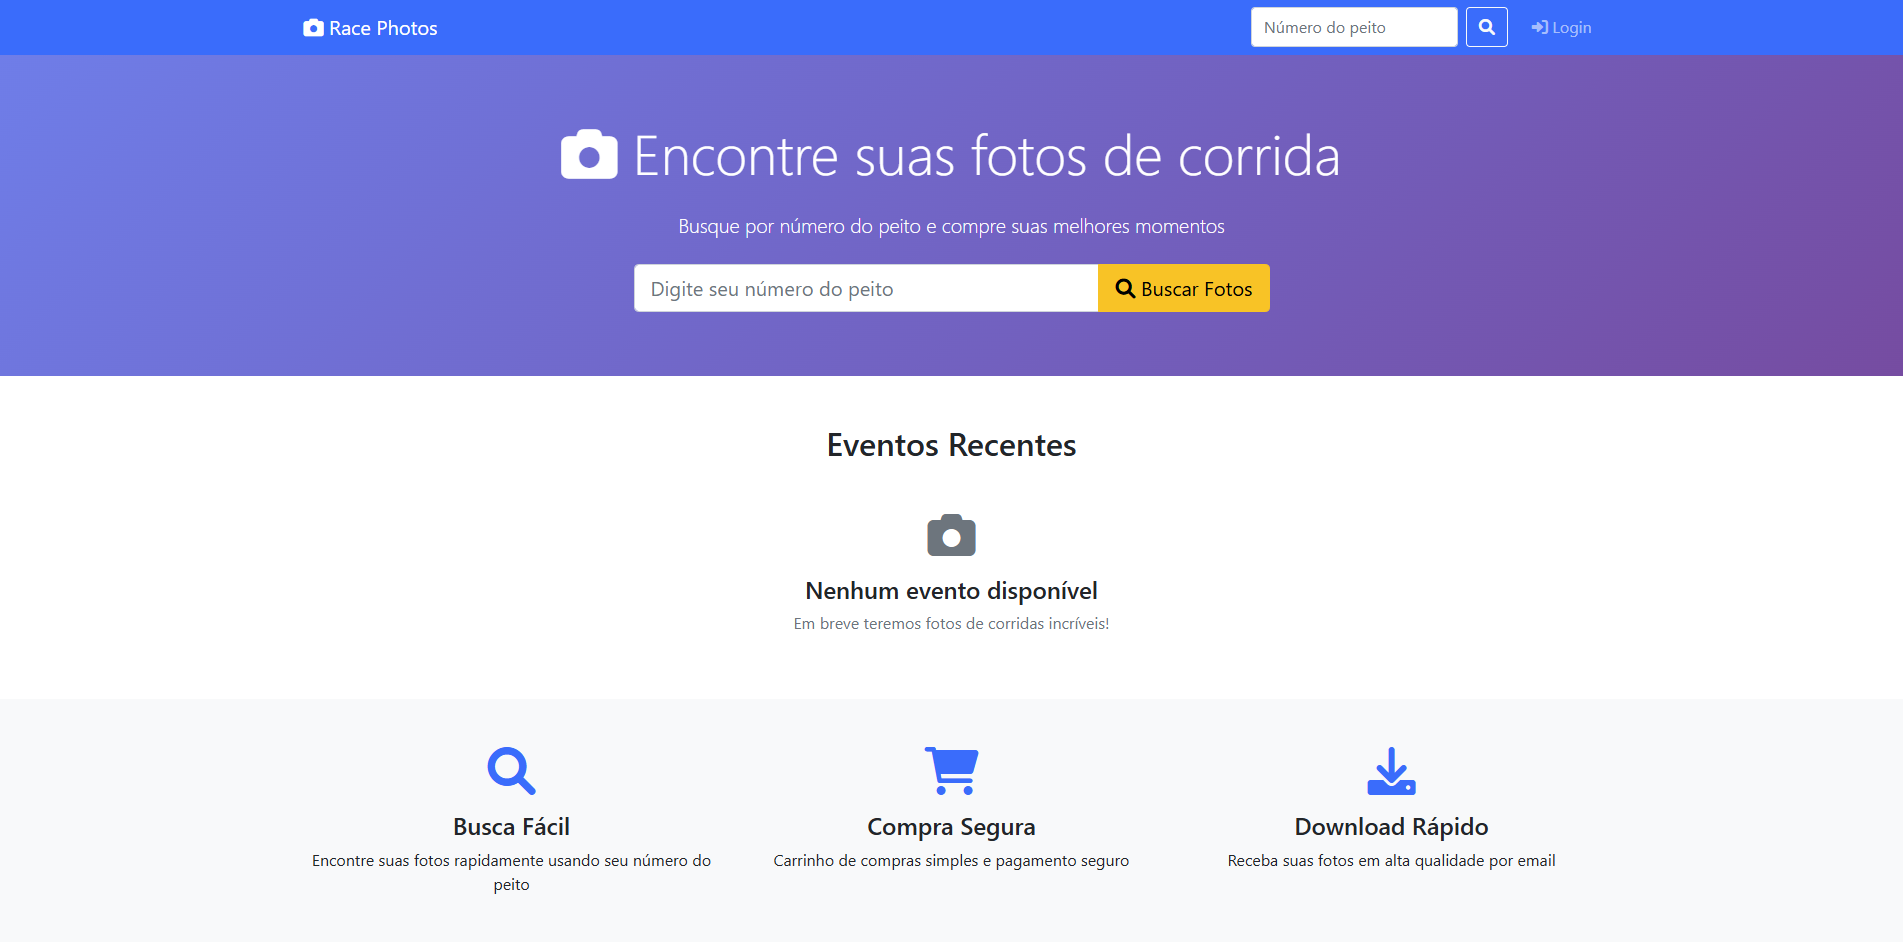 Race Photos
Número do peito
Login
Encontre suas fotos de corrida
Busque por número do peito e compre suas melhores momentos
Digite seu número do peito
Buscar Fotos
Eventos Recentes
Nenhum evento disponível
Em breve teremos fotos de corridas incríveis!
Busca Fácil
Encontre suas fotos rapidamente usando seu número do
peito
Compra Segura
Carrinho de compras simples e pagamento seguro
Download Rápido
Receba suas fotos em alta qualidade por email